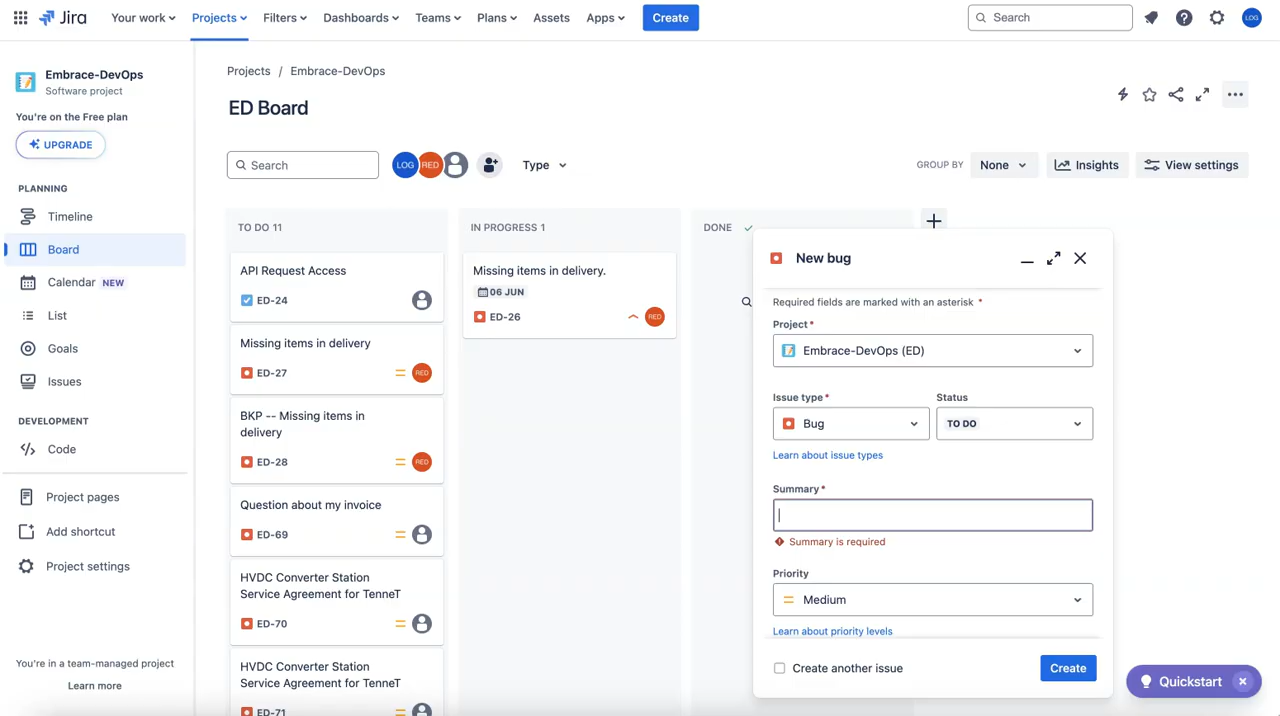 Jira
Your work
Projects
Filters
Dashboards
Teams
Plans
Assets
Apps
Create
Search
LOG
Embrace-DevOps
Software project
You're on the Free plan
UPGRADE
PLANNING
Timeline
Board
Calendar NEW
List
Goals
Issues
DEVELOPMENT
Code
Project pages
Add shortcut
Project settings
You're in a team-managed project
Learn more
Projects / Embrace-DevOps
ED Board
Search
LOG
RED
Type
GROUP BY
None
Insights
View settings
TO DO 11
API Request Access
ED-24
Missing items in delivery
ED-27
RED
BKP -- Missing items in
delivery
ED-28
RED
Question about my invoice
ED-69
HVDC Converter Station
Service Agreement for TenneT
ED-70
HVDC Converter Station
Service Agreement for TenneT
ED-71
IN PROGRESS 1
Missing items in delivery.
06 JUN
ED-26
RED
DONE
New bug
Required fields are marked with an asterisk *
Project*
Embrace-DevOps (ED)
Issue type*
Status
Bug
TO DO
Learn about issue types
Summary*
Summary is required
Priority
Medium
Learn about priority levels
Create another issue
Create
Quickstart